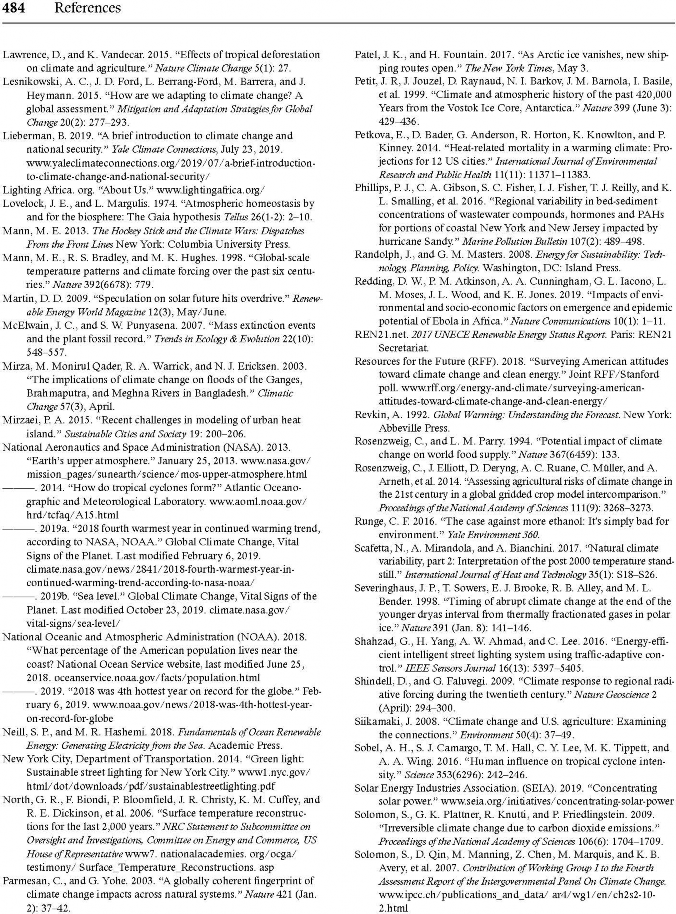 484 References
Lawrence, D., and K. Vandecar. 2015. “Effects of tropical deforestation
on climate and agriculture.” Nature Climate Change 5(1): 27.
Lesnikowski, A. C., J. D. Ford, L. Berrang-Ford, M. Barrera, and J.
Heymann. 2015. “How are we adapting to climate change? A
global assessment.” Mitigation and Adaptation Strategies for Global
Change 20(2): 277–293.
Lieberman, B. 2019. “A brief introduction to climate change and
national security.” Yale Climate Connections, July 23, 2019.
www.yaleclimateconnections.org/2019/07/a-brief-introduction-
to-climate-change-and-national-security/
Lighting Africa. org. “About Us.” www.lightingafrica.org/
Lovelock, J. E., and L. Margulis. 1974. “Atmospheric homeostasis by
and for the biosphere: The Gaia hypothesis Tellus 26(1-2): 2–10.
Mann, M. E. 2013. The Hockey Stick and the Climate Wars: Dispatches
From the Front Lines New York: Columbia University Press.
Mann, M. E., R. S. Bradley, and M. K. Hughes. 1998. “Global-scale
temperature patterns and climate forcing over the past six centu-
ries.” Nature 392(6678): 779.
Martin, D. D. 2009. “Speculation on solar future hits overdrive.” Renew-
able Energy World Magazine 12(3), May/June.
McElwain, J. C., and S. W. Punyasena. 2007. “Mass extinction events
and the plant fossil record.” Trends in Ecology & Evolution 22(10):
548–557.
Mirza, M. Monirul Qader, R. A. Warrick, and N. J. Ericksen. 2003.
“The implications of climate change on floods of the Ganges,
Brahmaputra, and Meghna Rivers in Bangladesh.” Climatic
Change 57(3), April.
Mirzaei, P. A. 2015. “Recent challenges in modeling of urban heat
island.” Sustainable Cities and Society 19: 200–206.
National Aeronautics and Space Administration (NASA). 2013.
“Earth’s upper atmosphere.” January 25, 2013. www.nasa.gov/
mission_pages/sunearth/science/mos-upper-atmosphere.html
———. 2014. “How do tropical cyclones form?” Atlantic Oceano-
graphic and Meteorological Laboratory. www.aoml.noaa.gov/
hrd/tcfaq/A15.html
———. 2019a. “2018 fourth warmest year in continued warming trend,
according to NASA, NOAA.” Global Climate Change, Vital
Signs of the Planet. Last modified February 6, 2019.
climate.nasa.gov/news/2841/2018-fourth-warmest-year-in-
continued-warming-trend-according-to-nasa-noaa/
———. 2019b. “Sea level.” Global Climate Change, Vital Signs of the
Planet. Last modified October 23, 2019. climate.nasa.gov/
vital-signs/sea-level/
National Oceanic and Atmospheric Administration (NOAA). 2018.
“What percentage of the American population lives near the
coast? National Ocean Service website, last modified June 25,
2018. oceanservice.noaa.gov/facts/population.html
———. 2019. “2018 was 4th hottest year on record for the globe.” Feb-
ruary 6, 2019. www.noaa.gov/news/2018-was-4th-hottest-year-
on-record-for-globe
Neill, S. P., and M. R. Hashemi. 2018. Fundamentals of Ocean Renewable
Energy: Generating Electricity from the Sea. Academic Press.
New York City, Department of Transportation. 2014. “Green light:
Sustainable street lighting for New York City.” www1.nyc.gov/
html/dot/downloads/pdf/sustainablestreetlighting.pdf
North, G. R., F. Biondi, P. Bloomfield, J. R. Christy, K. M. Cuffey, and
R. E. Dickinson, et al. 2006. “Surface temperature reconstruc-
tions for the last 2,000 years.” NRC Statement to Subcommittee on
Oversight and Investigations, Committee on Energy and Commerce, US
House of Representative www7. nationalacademies. org/ocga/
testimony/ Surface_Temperature_Reconstructions. asp
Parmesan, C., and G. Yohe. 2003. “A globally coherent fingerprint of
climate change impacts across natural systems.” Nature 421 (Jan.
2): 37–42.
Patel, J. K., and H. Fountain. 2017. “As Arctic ice vanishes, new ship-
ping routes open.” The New York Times, May 3.
Petit, J. R, J. Jouzel, D. Raynaud, N. I. Barkov, J. M. Barnola, I. Basile,
et al. 1999. “Climate and atmospheric history of the past 420,000
Years from the Vostok Ice Core, Antarctica.” Nature 399 (June 3):
429–436.
Petkova, E., D. Bader, G. Anderson, R. Horton, K. Knowlton, and P.
Kinney. 2014. “Heat-related mortality in a warming climate: Pro-
jections for 12 US cities.” International Journal of Environmental
Research and Public Health 11(11): 11371–11383.
Phillips, P. J., C. A. Gibson, S. C. Fisher, I. J. Fisher, T. J. Reilly, and K.
L. Smalling, et al. 2016. “Regional variability in bed-sediment
concentrations of wastewater compounds, hormones and PAHs
for portions of coastal New York and New Jersey impacted by
hurricane Sandy.” Marine Pollution Bulletin 107(2): 489–498.
Randolph, J., and G. M. Masters. 2008. Energy for Sustainability: Tech-
nology, Planning, Policy. Washington, DC: Island Press.
Redding, D. W., P. M. Atkinson, A. A. Cunningham, G. L. Iacono, L.
M. Moses, J. L. Wood, and K. E. Jones. 2019. “Impacts of envi-
ronmental and socio-economic factors on emergence and epidemic
potential of Ebola in Africa.” Nature Communications 10(1): 1–11.
REN21.net. 2017 UNECE Renewable Energy Status Report. Paris: REN21
Secretariat.
Resources for the Future (RFF). 2018. “Surveying American attitudes
toward climate change and clean energy.” Joint RFF/Stanford
poll. www.rff.org/energy-and-climate/surveying-american-
attitudes-toward-climate-change-and-clean-energy/
Revkin, A. 1992. Global Warming: Understanding the Forecast. New York:
Abbeville Press.
Rosenzweig, C., and L. M. Parry. 1994. “Potential impact of climate
change on world food supply.” Nature 367(6459): 133.
Rosenzweig, C., J. Elliott, D. Deryng, A. C. Ruane, C. Müller, and A.
Arneth, et al. 2014. “Assessing agricultural risks of climate change in
the 21st century in a global gridded crop model intercomparison.”
Proceedings of the National Academy of Sciences 111(9): 3268–3273.
Runge, C. F. 2016. “The case against more ethanol: It’s simply bad for
environment.” Yale Environment 360.
Scafetta, N., A. Mirandola, and A. Bianchini. 2017. “Natural climate
variability, part 2: Interpretation of the post 2000 temperature stand-
still.” International Journal of Heat and Technology 35(1): S18–S26.
Severinghaus, J. P., T. Sowers, E. J. Brooke, R. B. Alley, and M. L.
Bender. 1998. “Timing of abrupt climate change at the end of the
younger dryas interval from thermally fractionated gases in polar
ice.” Nature 391 (Jan. 8): 141–146.
Shahzad, G., H. Yang, A. W. Ahmad, and C. Lee. 2016. “Energy-effi-
cient intelligent street lighting system using traffic-adaptive con-
trol.” IEEE Sensors Journal 16(13): 5397–5405.
Shindell, D., and G. Faluvegi. 2009. “Climate response to regional radi-
ative forcing during the twentieth century.” Nature Geoscience 2
(April): 294–300.
Siikamaki, J. 2008. “Climate change and U.S. agriculture: Examining
the connections.” Environment 50(4): 37–49.
Sobel, A. H., S. J. Camargo, T. M. Hall, C. Y. Lee, M. K. Tippett, and
A. A. Wing. 2016. “Human influence on tropical cyclone inten-
sity.” Science 353(6296): 242–246.
Solar Energy Industries Association. (SEIA). 2019. “Concentrating
solar power.” www.seia.org/initiatives/concentrating-solar-power
Solomon, S., G. K. Plattner, R. Knutti, and P. Friedlingstein. 2009.
“Irreversible climate change due to carbon dioxide emissions.”
Proceedings of the National Academy of Sciences 106(6): 1704–1709.
Solomon, S., D. Qin, M. Manning, Z. Chen, M. Marquis, and K. B.
Avery, et al. 2007. Contribution of Working Group I to the Fourth
Assessment Report of the Intergovernmental Panel On Climate Change.
www.ipcc.ch/publications_and_data/ ar4/wg1/en/ch2s2-10-
2.html